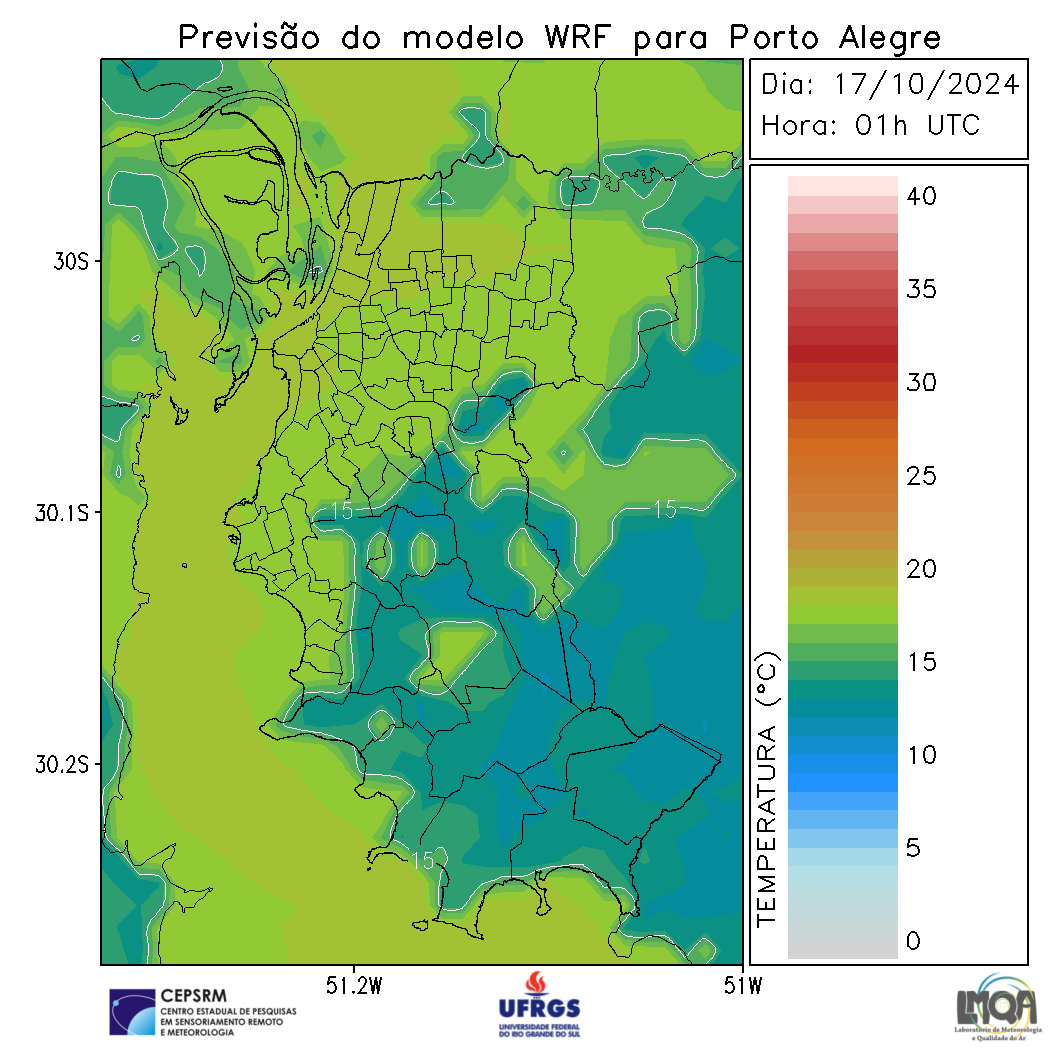 Previsão do modelo WRF para Porto Alegre
Dia: 17/10/2024
Hora: 01h UTC
30S
30.1S
30.2S
51.2W
51W
15
15
15
40
35
30
25
20
15
10
5
0
TEMPERATURA (°C)
CEPSRM
CENTRO ESTADUAL DE PESQUISAS
EM SENSORIAMENTO REMOTO
E METEOROLOGIA
UFRGS
UNIVERSIDADE FEDERAL
DO RIO GRANDE DO SUL
LMQA
Laboratório de Meteorologia
e Qualidade do Ar